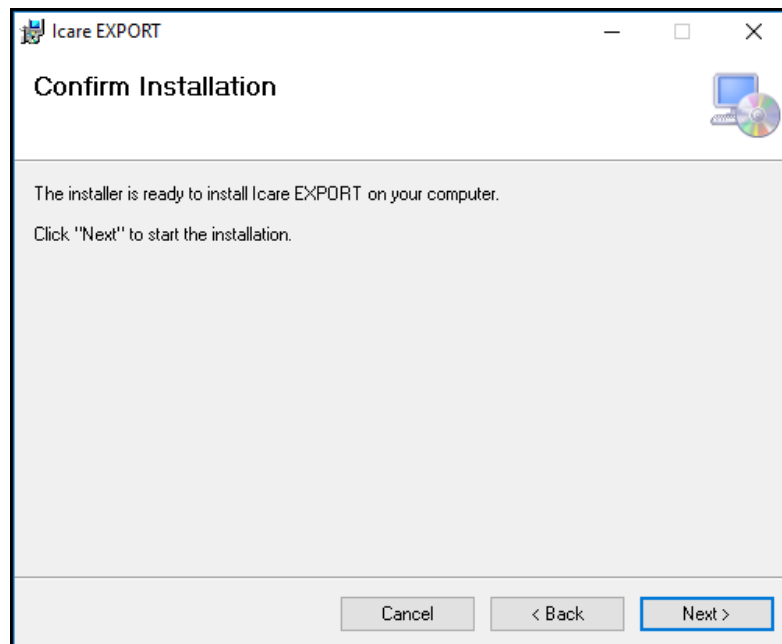 Icare EXPORT
Confirm Installation
The installer is ready to install Icare EXPORT on your computer.
Click "Next" to start the installation.
Cancel
< Back
Next >